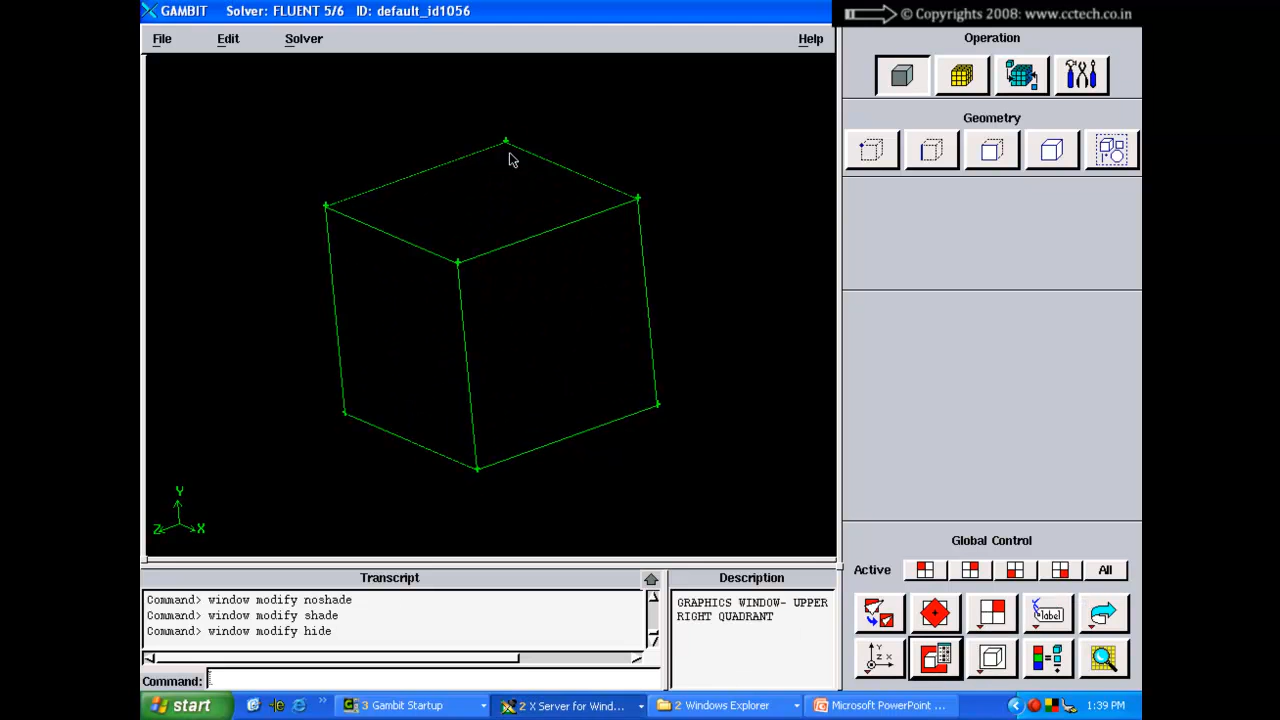 GAMBIT Solver: FLUENT 5/6 ID: default_id1056
© Copyrights 2008: www.cctech.co.in
File Edit Solver Help
Operation
Geometry
Y
Z X
Global Control
Active All
label
Y
Z X
Transcript
Command> window modify noshade
Command> window modify shade
Command> window modify hide
Command:
Description
GRAPHICS WINDOW- UPPER
RIGHT QUADRANT
start 3 Gambit Startup 2 X Server for Wind... 2 Windows Explorer Microsoft PowerPoint ... 1:39 PM